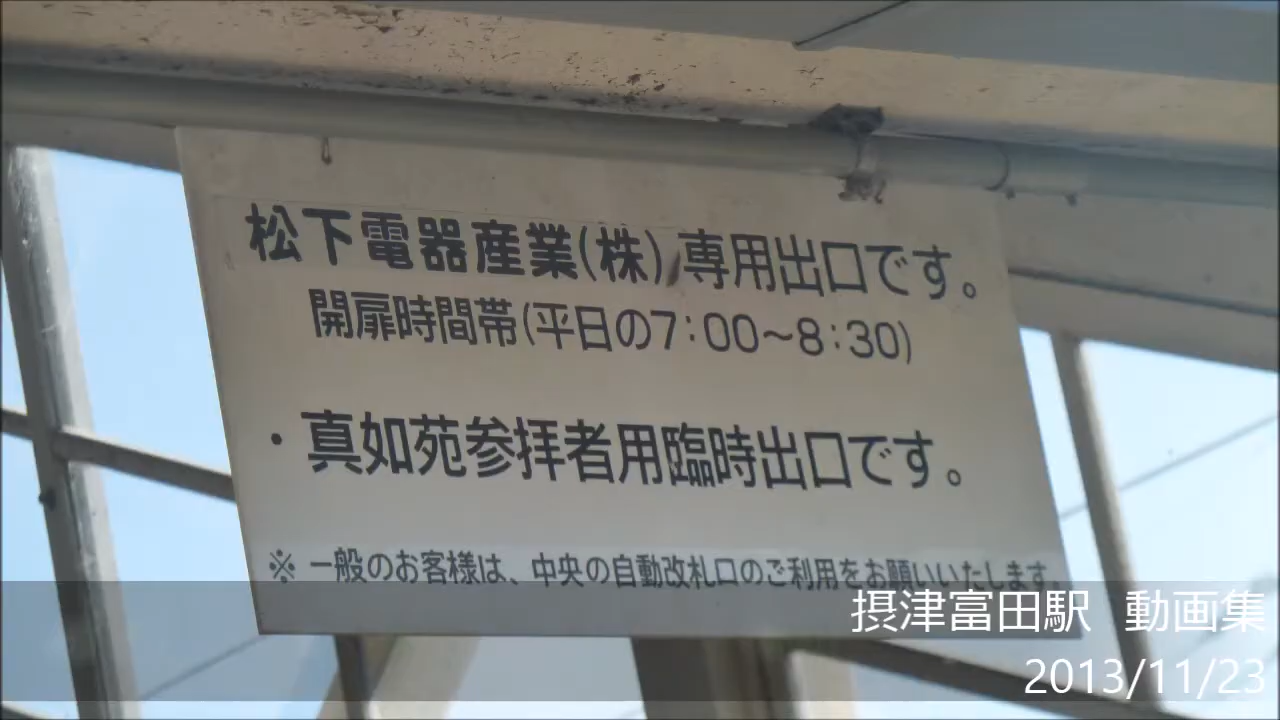 松下電器産業(株)専用出口です。
開扉時間帯(平日の7:00〜8:30)
・真如苑参拝者用臨時出口です。
※ 一般のお客様は、中央の自動改札口のご利用をお願いいたします。
摂津富田駅 動画集
2013/11/23